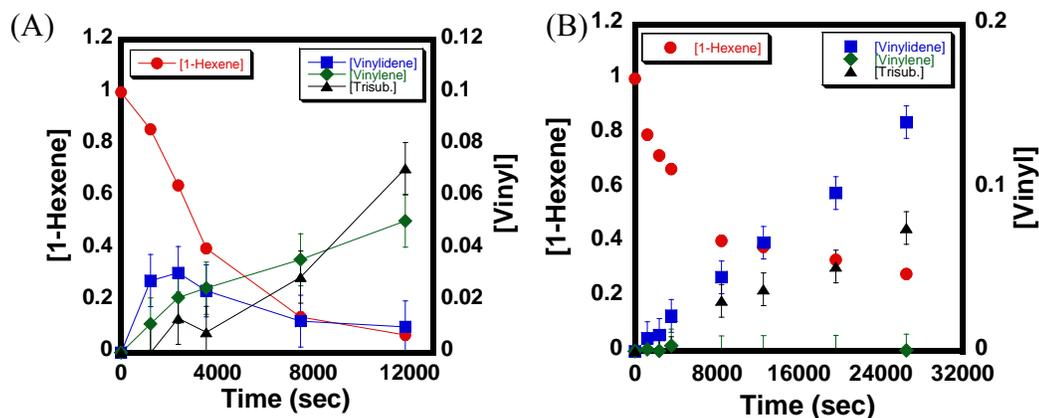 (A)
1.2
1
0.8
0.6
0.4
0.2
0
[1-Hexene]
[1-Hexene]
[Vinylidene]
[Vinylene]
[Trisub.]
0.12
0.1
0.08
0.06
0.04
0.02
0
[Vinyl]
0 4000 8000 12000
Time (sec)
(B)
1.2
1
0.8
0.6
0.4
0.2
0
[1-Hexene]
[1-Hexene]
[Vinylidene]
[Vinylene]
[Trisub.]
0.2
0.1
0
[Vinyl]
0 8000 16000 24000 32000
Time (sec)